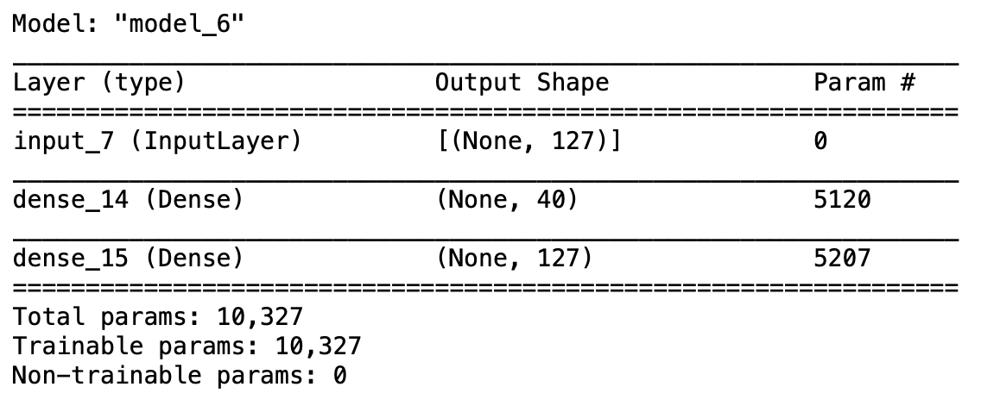 Model: "model_6"
_________________________________________________________________
Layer (type)                 Output Shape              Param #
=================================================================
input_7 (InputLayer)         [(None, 127)]             0
_________________________________________________________________
dense_14 (Dense)             (None, 40)                5120
_________________________________________________________________
dense_15 (Dense)             (None, 127)               5207
=================================================================
Total params: 10,327
Trainable params: 10,327
Non-trainable params: 0